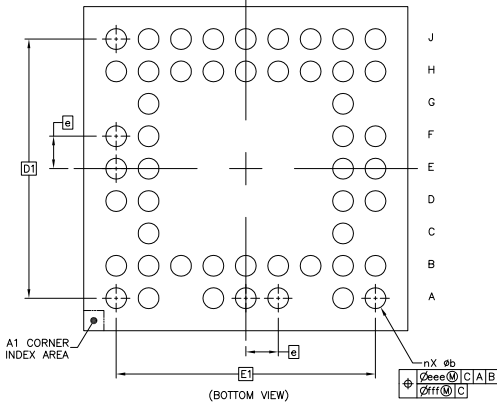 J
H
G
F
e
D1
E
D
C
B
A
A1 CORNER
INDEX AREA
e
E1
nX øb
Øeee Ⓜ C A B
Øfff Ⓜ C
(BOTTOM VIEW)